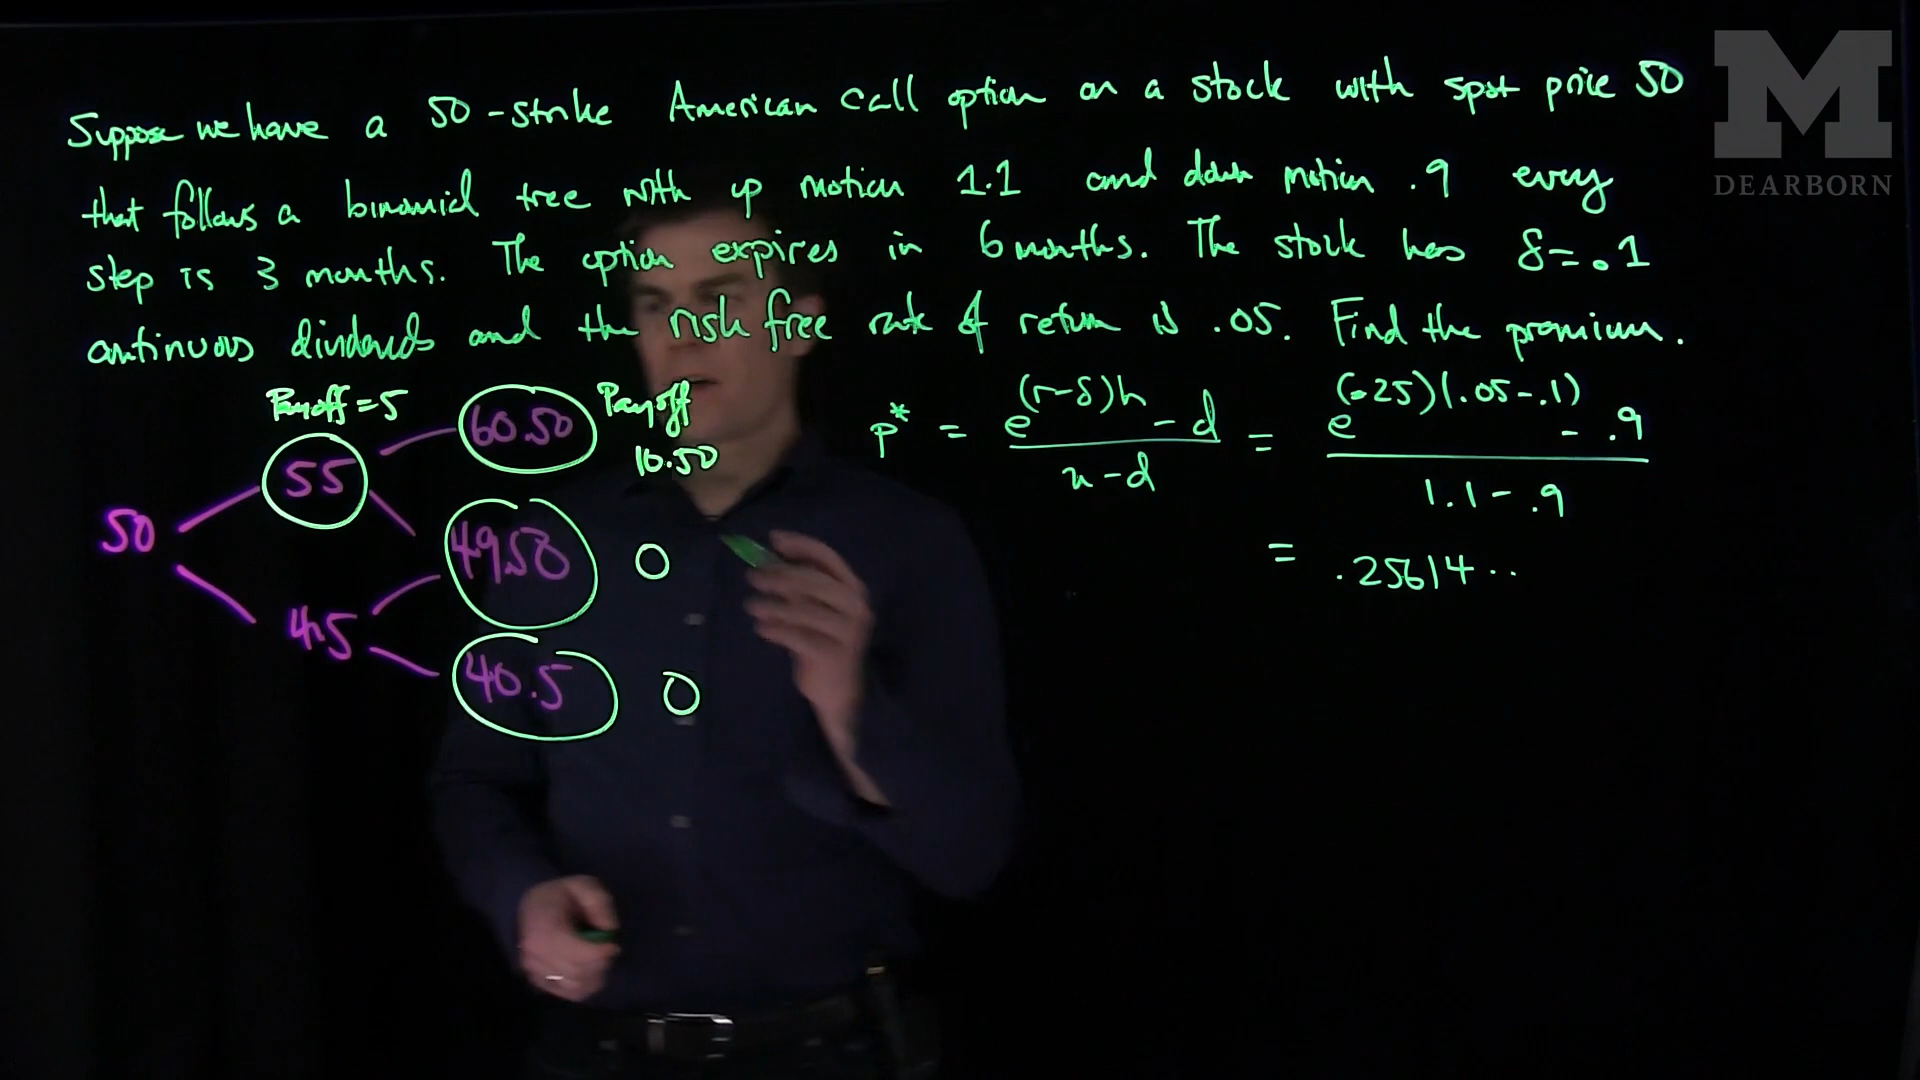 Suppose we have a 50-strike American call option on a stock with spot price 50
that follows a binomial tree with up motion 1.1 and down motion .9 every
step is 3 months. The option expires in 6 months. The stock has δ=.1
continuous dividends and the risk free rate of return is .05. Find the premium.
Payoff = 5
60.50
Payoff
10.50
55
50
49.50
0
45
40.5
0
p* = (e^((r-δ)h) - d)/(u-d) = (e^((.25)(.05-.1)) - .9)/(1.1-.9)
= .25614..
M
DEARBORN